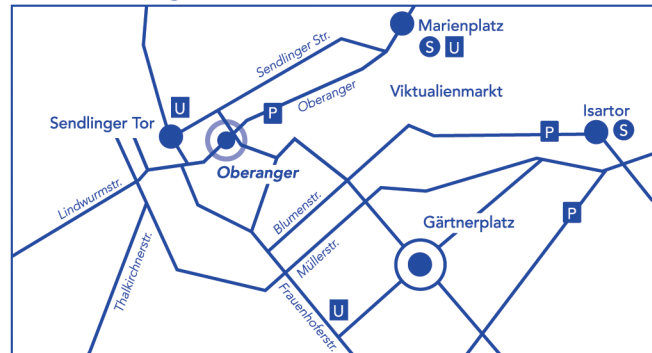 Marienplatz
S U
Sendlinger Str.
Oberanger
Viktualienmarkt
U
P
Isartor
Sendlinger Tor
P
S
Oberanger
Lindwurmstr.
Blumenstr.
P
Gärtnerplatz
Müllerstr.
Thalkirchnerstr.
Frauenhoferstr.
U